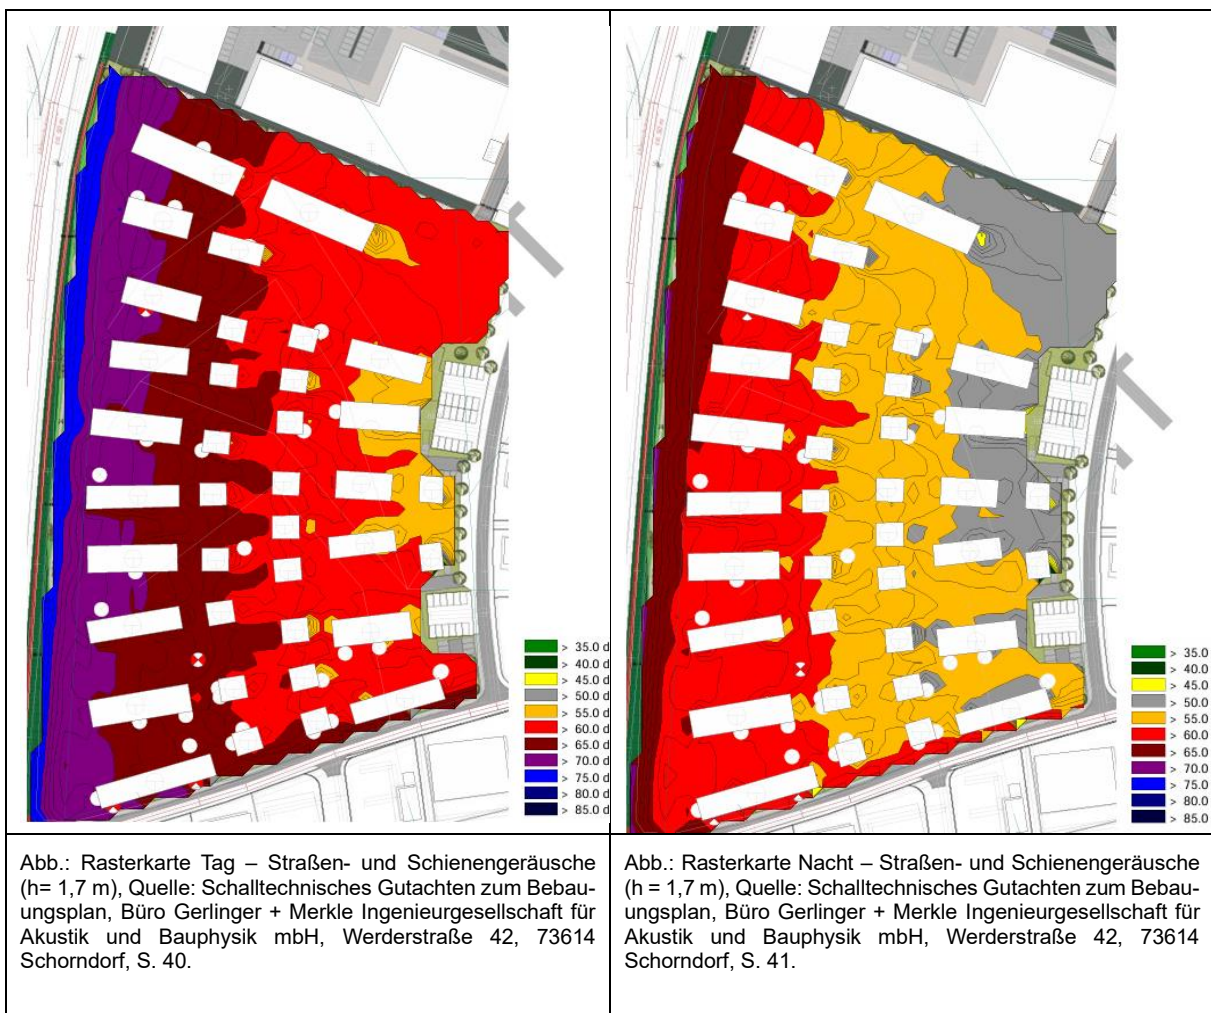 > 35.0 d
> 40.0 d
> 45.0 d
> 50.0 d
> 55.0 d
> 60.0 d
> 65.0 d
> 70.0 d
> 75.0 d
> 80.0 d
> 85.0 d
> 35.0
> 40.0
> 45.0
> 50.0
> 55.0
> 60.0
> 65.0
> 70.0
> 75.0
> 80.0
> 85.0
Abb.: Rasterkarte Tag – Straßen- und Schienengeräusche
(h= 1,7 m), Quelle: Schalltechnisches Gutachten zum Bebau-
ungsplan, Büro Gerlinger + Merkle Ingenieurgesellschaft für
Akustik und Bauphysik mbH, Werderstraße 42, 73614
Schorndorf, S. 40.
Abb.: Rasterkarte Nacht – Straßen- und Schienengeräusche
(h = 1,7 m), Quelle: Schalltechnisches Gutachten zum Bebau-
ungsplan, Büro Gerlinger + Merkle Ingenieurgesellschaft für
Akustik und Bauphysik mbH, Werderstraße 42, 73614
Schorndorf, S. 41.